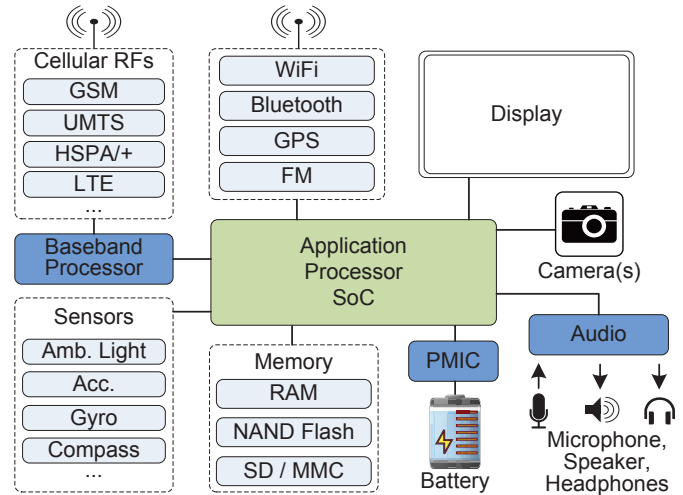 Cellular RFs
GSM
UMTS
HSPA/+
LTE
...
WiFi
Bluetooth
GPS
FM
Display
Baseband
Processor
Application
Processor
SoC
Camera(s)
Sensors
Amb. Light
Acc.
Gyro
Compass
...
Memory
RAM
NAND Flash
SD / MMC
PMIC
Battery
Audio
Microphone,
Speaker,
Headphones